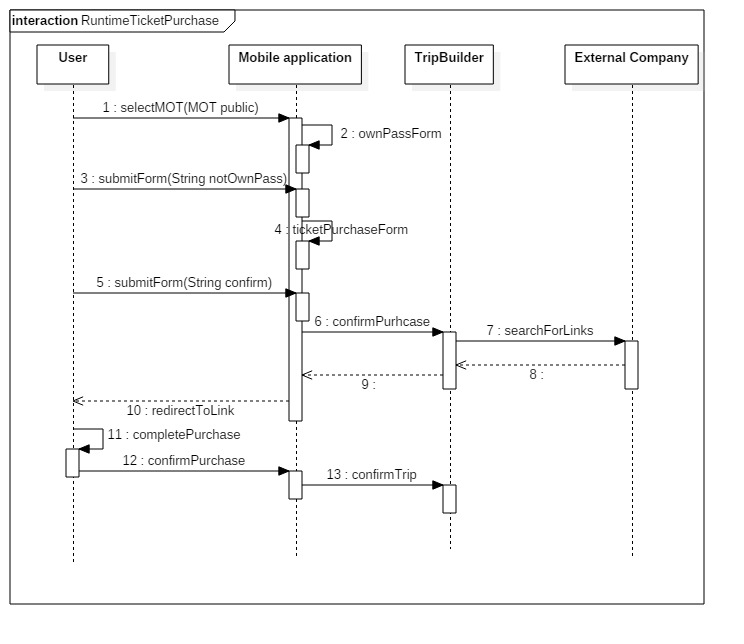 interaction RuntimeTicketPurchase
User
Mobile application
TripBuilder
External Company
1 : selectMOT(MOT public)
2 : ownPassForm
3 : submitForm(String notOwnPass)
4 : ticketPurchaseForm
5 : submitForm(String confirm)
6 : confirmPurhcase
7 : searchForLinks
8 :
9 :
10 : redirectToLink
11 : completePurchase
12 : confirmPurchase
13 : confirmTrip